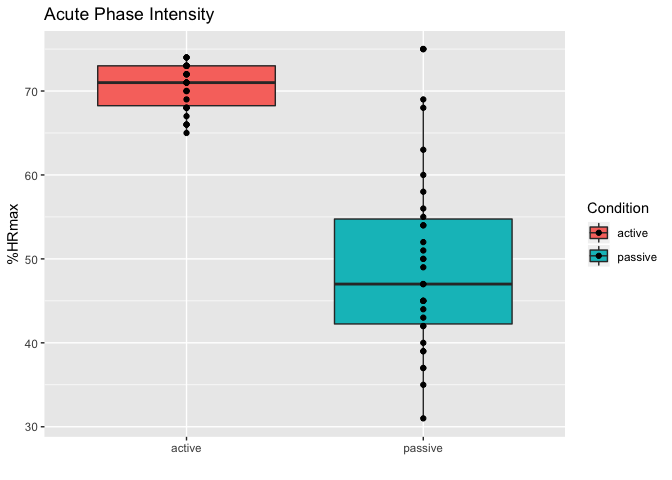 Acute Phase Intensity
%HRmax
70
60
50
40
30
active
passive
Condition
active
passive